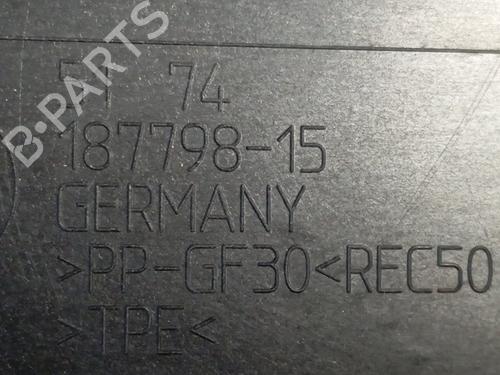 B-PARTS
51 74
187798-15
GERMANY
>PP-GF30<REC50
>TPE<